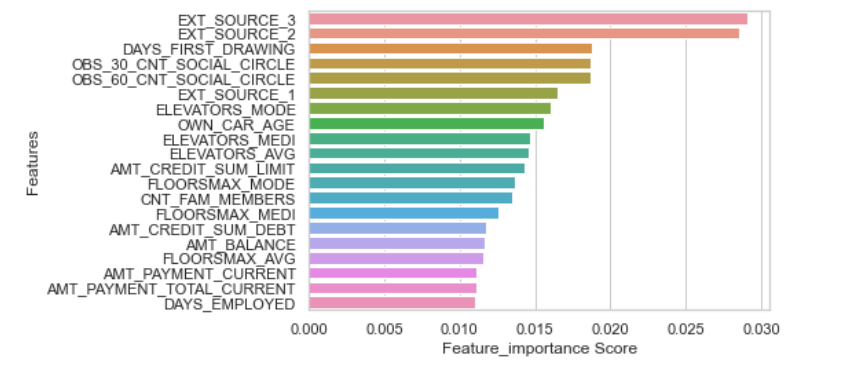 EXT_SOURCE_3
EXT_SOURCE_2
DAYS_FIRST_DRAWING
OBS_30_CNT_SOCIAL_CIRCLE
OBS_60_CNT_SOCIAL_CIRCLE
EXT_SOURCE_1
ELEVATORS_MODE
OWN_CAR_AGE
ELEVATORS_MEDI
ELEVATORS_AVG
AMT_CREDIT_SUM_LIMIT
FLOORSMAX_MODE
CNT_FAM_MEMBERS
FLOORSMAX_MEDI
AMT_CREDIT_SUM_DEBT
AMT_BALANCE
FLOORSMAX_AVG
AMT_PAYMENT_CURRENT
AMT_PAYMENT_TOTAL_CURRENT
DAYS_EMPLOYED
Features
0.000 0.005 0.010 0.015 0.020 0.025 0.030
Feature_importance Score